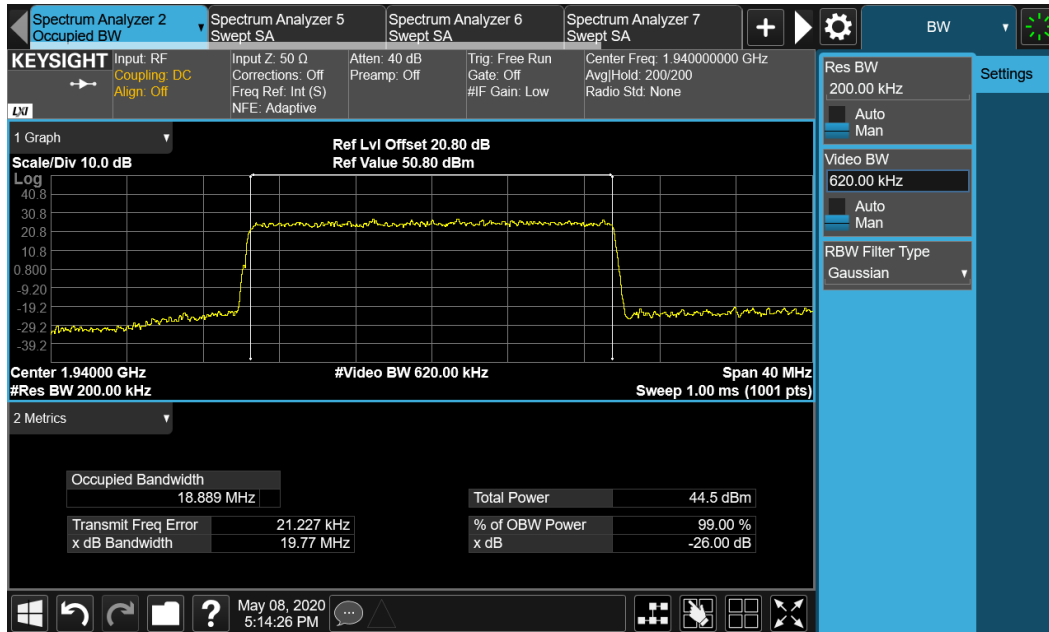 Spectrum Analyzer 2
Occupied BW
Spectrum Analyzer 5
Swept SA
Spectrum Analyzer 6
Swept SA
Spectrum Analyzer 7
Swept SA
BW
KEYSIGHT
LXI
Input: RF
Coupling: DC
Align: Off
Input Z: 50 Ω
Corrections: Off
Freq Ref: Int (S)
NFE: Adaptive
Atten: 40 dB
Preamp: Off
Trig: Free Run
Gate: Off
#IF Gain: Low
Center Freq: 1.940000000 GHz
Avg|Hold: 200/200
Radio Std: None
Res BW
200.00 kHz
Auto
Man
Video BW
620.00 kHz
Auto
Man
RBW Filter Type
Gaussian
Settings
1 Graph
Scale/Div 10.0 dB
Ref Lvl Offset 20.80 dB
Ref Value 50.80 dBm
Log
40.8
30.8
20.8
10.8
0.800
-9.20
-19.2
-29.2
-39.2
Center 1.94000 GHz
#Video BW 620.00 kHz
Span 40 MHz
#Res BW 200.00 kHz
Sweep 1.00 ms (1001 pts)
2 Metrics
Occupied Bandwidth
18.889 MHz
Total Power 44.5 dBm
Transmit Freq Error 21.227 kHz
% of OBW Power 99.00 %
x dB Bandwidth 19.77 MHz
x dB -26.00 dB
?
May 08, 2020
5:14:26 PM